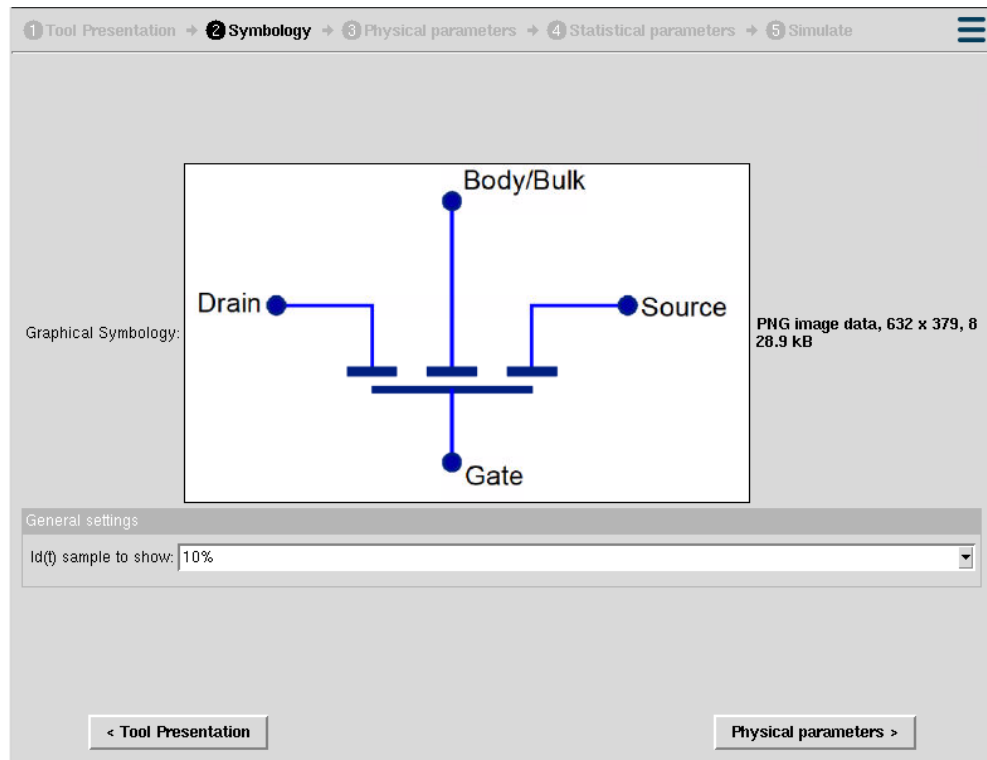 1 Tool Presentation → 2 Symbology → 3 Physical parameters → 4 Statistical parameters → 5 Simulate
Body/Bulk
Drain
Source
Graphical Symbology:
PNG image data, 632 x 379, 8
28.9 kB
Gate
General settings
Id(t) sample to show: 10%
< Tool Presentation
Physical parameters >